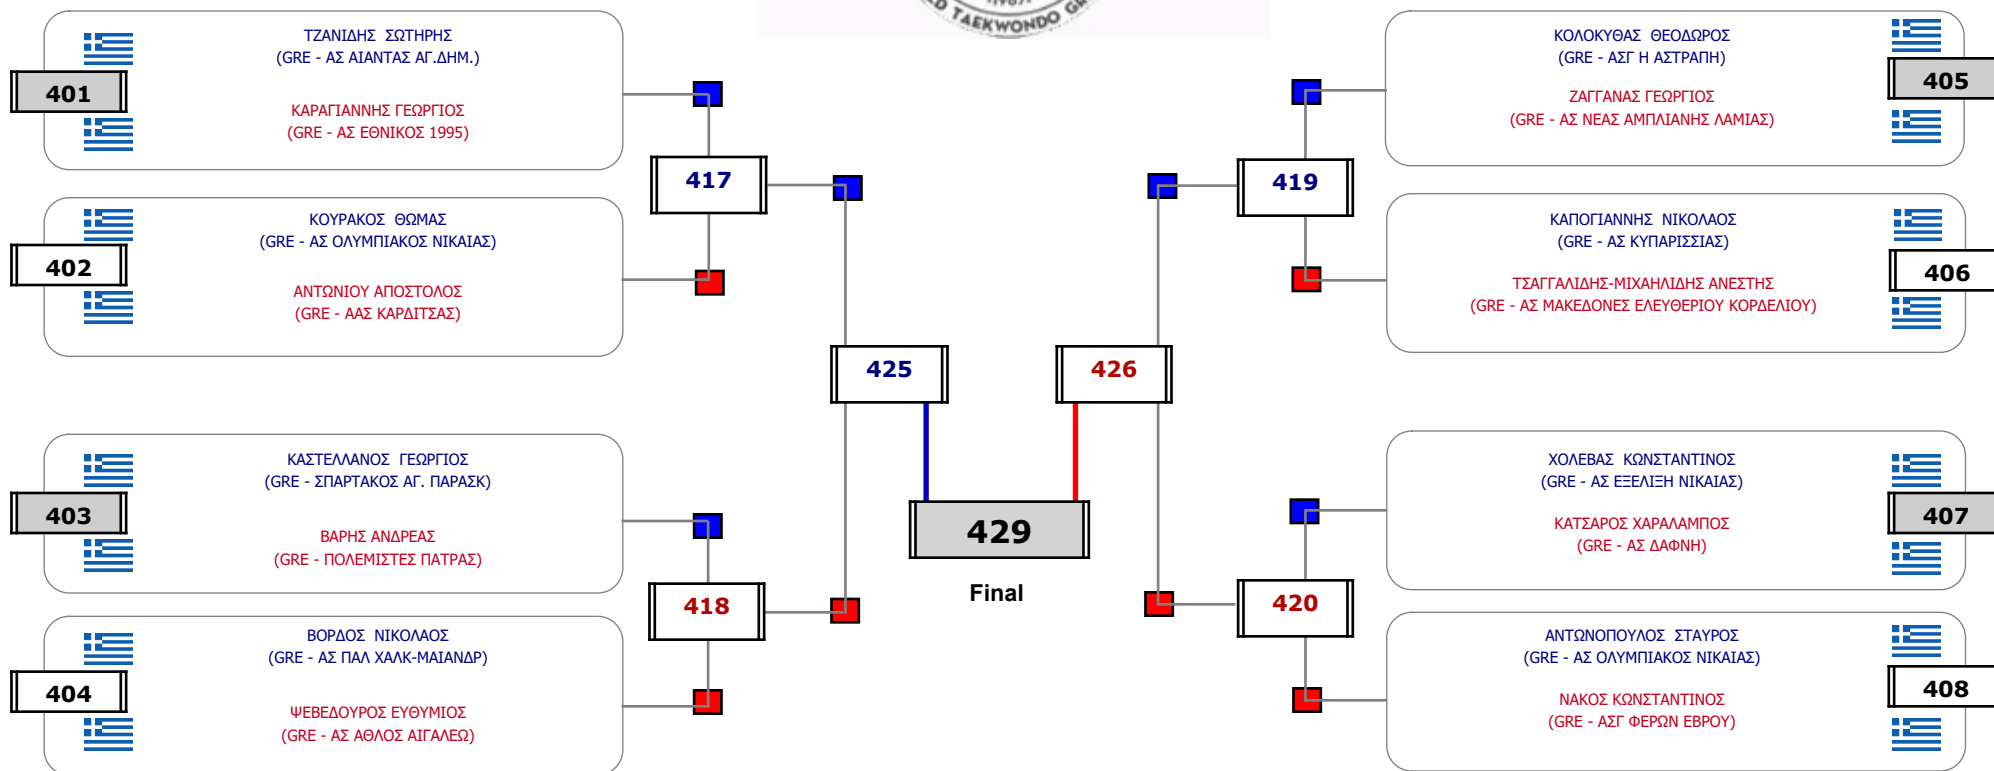 (1987)
ED TAEKWONDO GR
401
ΤΖΑΝΙΔΗΣ ΣΩΤΗΡΗΣ
(GRE - ΑΣ ΑΙΑΝΤΑΣ ΑΓ.ΔΗΜ.)
ΚΑΡΑΓΙΑΝΝΗΣ ΓΕΩΡΓΙΟΣ
(GRE - ΑΣ ΕΘΝΙΚΟΣ 1995)
402
ΚΟΥΡΑΚΟΣ ΘΩΜΑΣ
(GRE - ΑΣ ΟΛΥΜΠΙΑΚΟΣ ΝΙΚΑΙΑΣ)
ΑΝΤΩΝΙΟΥ ΑΠΟΣΤΟΛΟΣ
(GRE - ΑΑΣ ΚΑΡΔΙΤΣΑΣ)
403
ΚΑΣΤΕΛΛΑΝΟΣ ΓΕΩΡΓΙΟΣ
(GRE - ΣΠΑΡΤΑΚΟΣ ΑΓ. ΠΑΡΑΣΚ)
ΒΑΡΗΣ ΑΝΔΡΕΑΣ
(GRE - ΠΟΛΕΜΙΣΤΕΣ ΠΑΤΡΑΣ)
404
ΒΟΡΔΟΣ ΝΙΚΟΛΑΟΣ
(GRE - ΑΣ ΠΑΛ ΧΑΛΚ-ΜΑΙΑΝΔΡ)
ΨΕΒΕΔΟΥΡΟΣ ΕΥΘΥΜΙΟΣ
(GRE - ΑΣ ΑΘΛΟΣ ΑΙΓΑΛΕΩ)
417
418
425
429
Final
426
419
420
ΚΟΛΟΚΥΘΑΣ ΘΕΟΔΩΡΟΣ
(GRE - ΑΣΓ Η ΑΣΤΡΑΠΗ)
ΖΑΓΓΑΝΑΣ ΓΕΩΡΓΙΟΣ
(GRE - ΑΣ ΝΕΑΣ ΑΜΠΛΙΑΝΗΣ ΛΑΜΙΑΣ)
405
ΚΑΠΟΓΙΑΝΝΗΣ ΝΙΚΟΛΑΟΣ
(GRE - ΑΣ ΚΥΠΑΡΙΣΣΙΑΣ)
ΤΣΑΓΓΑΛΙΔΗΣ-ΜΙΧΑΗΛΙΔΗΣ ΑΝΕΣΤΗΣ
(GRE - ΑΣ ΜΑΚΕΔΟΝΕΣ ΕΛΕΥΘΕΡΙΟΥ ΚΟΡΔΕΛΙΟΥ)
406
ΧΟΛΕΒΑΣ ΚΩΝΣΤΑΝΤΙΝΟΣ
(GRE - ΑΣ ΕΞΕΛΙΞΗ ΝΙΚΑΙΑΣ)
ΚΑΤΣΑΡΟΣ ΧΑΡΑΛΑΜΠΟΣ
(GRE - ΑΣ ΔΑΦΝΗ)
407
ΑΝΤΩΝΟΠΟΥΛΟΣ ΣΤΑΥΡΟΣ
(GRE - ΑΣ ΟΛΥΜΠΙΑΚΟΣ ΝΙΚΑΙΑΣ)
ΝΑΚΟΣ ΚΩΝΣΤΑΝΤΙΝΟΣ
(GRE - ΑΣΓ ΦΕΡΩΝ ΕΒΡΟΥ)
408